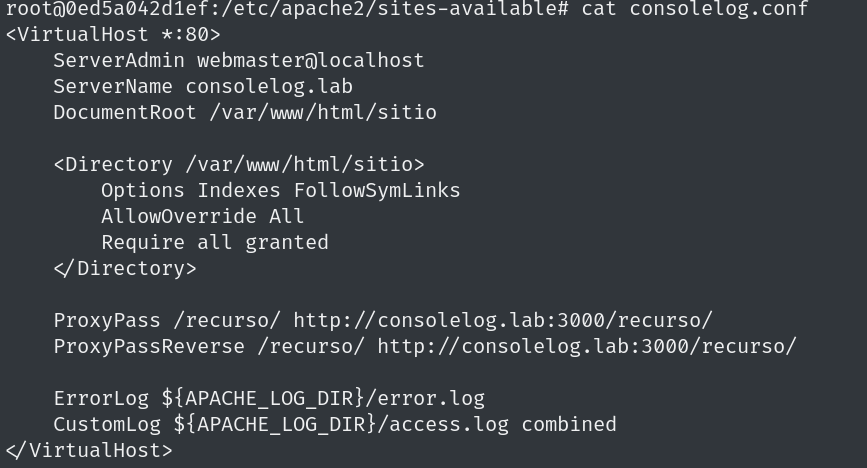 root@0ed5a042d1ef:/etc/apache2/sites-available# cat consolelog.conf
<VirtualHost *:80>
    ServerAdmin webmaster@localhost
    ServerName consolelog.lab
    DocumentRoot /var/www/html/sitio

    <Directory /var/www/html/sitio>
        Options Indexes FollowSymLinks
        AllowOverride All
        Require all granted
    </Directory>

    ProxyPass /recurso/ http://consolelog.lab:3000/recurso/
    ProxyPassReverse /recurso/ http://consolelog.lab:3000/recurso/

    ErrorLog ${APACHE_LOG_DIR}/error.log
    CustomLog ${APACHE_LOG_DIR}/access.log combined
</VirtualHost>